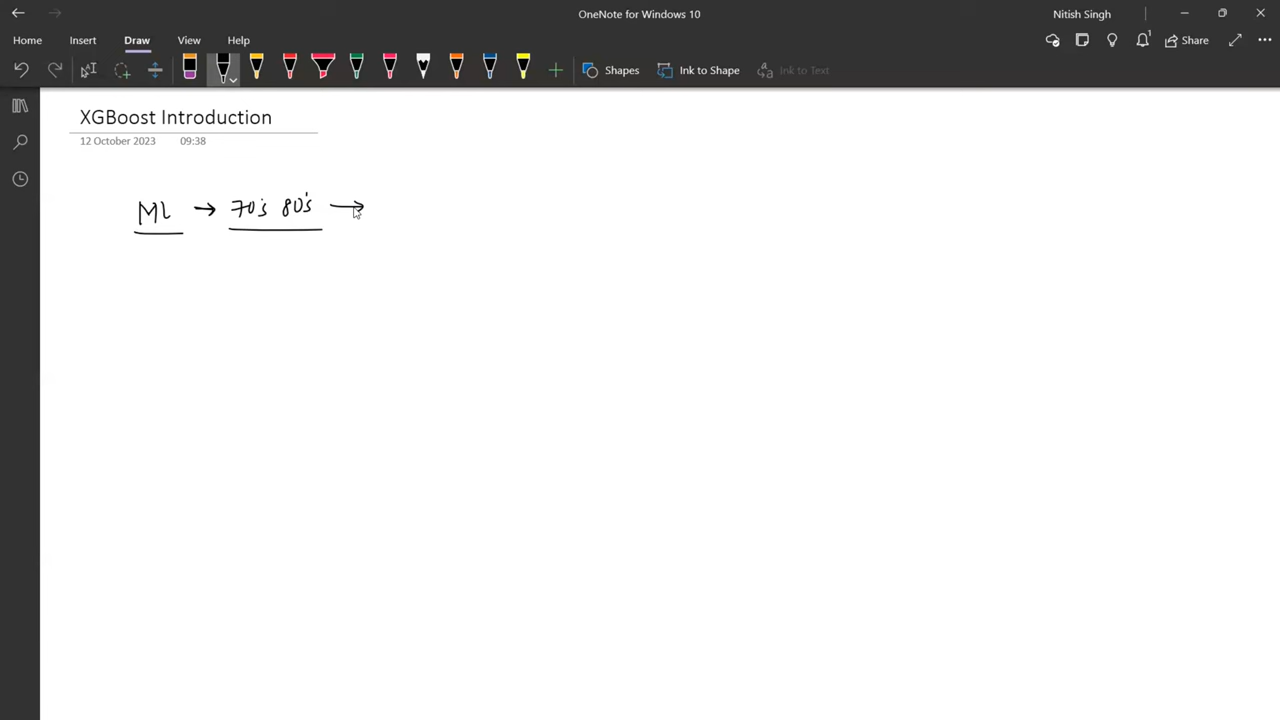 OneNote for Windows 10
Nitish Singh
Home Insert Draw View Help
Share
Shapes Ink to Shape Ink to Text
XGBoost Introduction
12 October 2023 09:38
ML → 70's 80's →